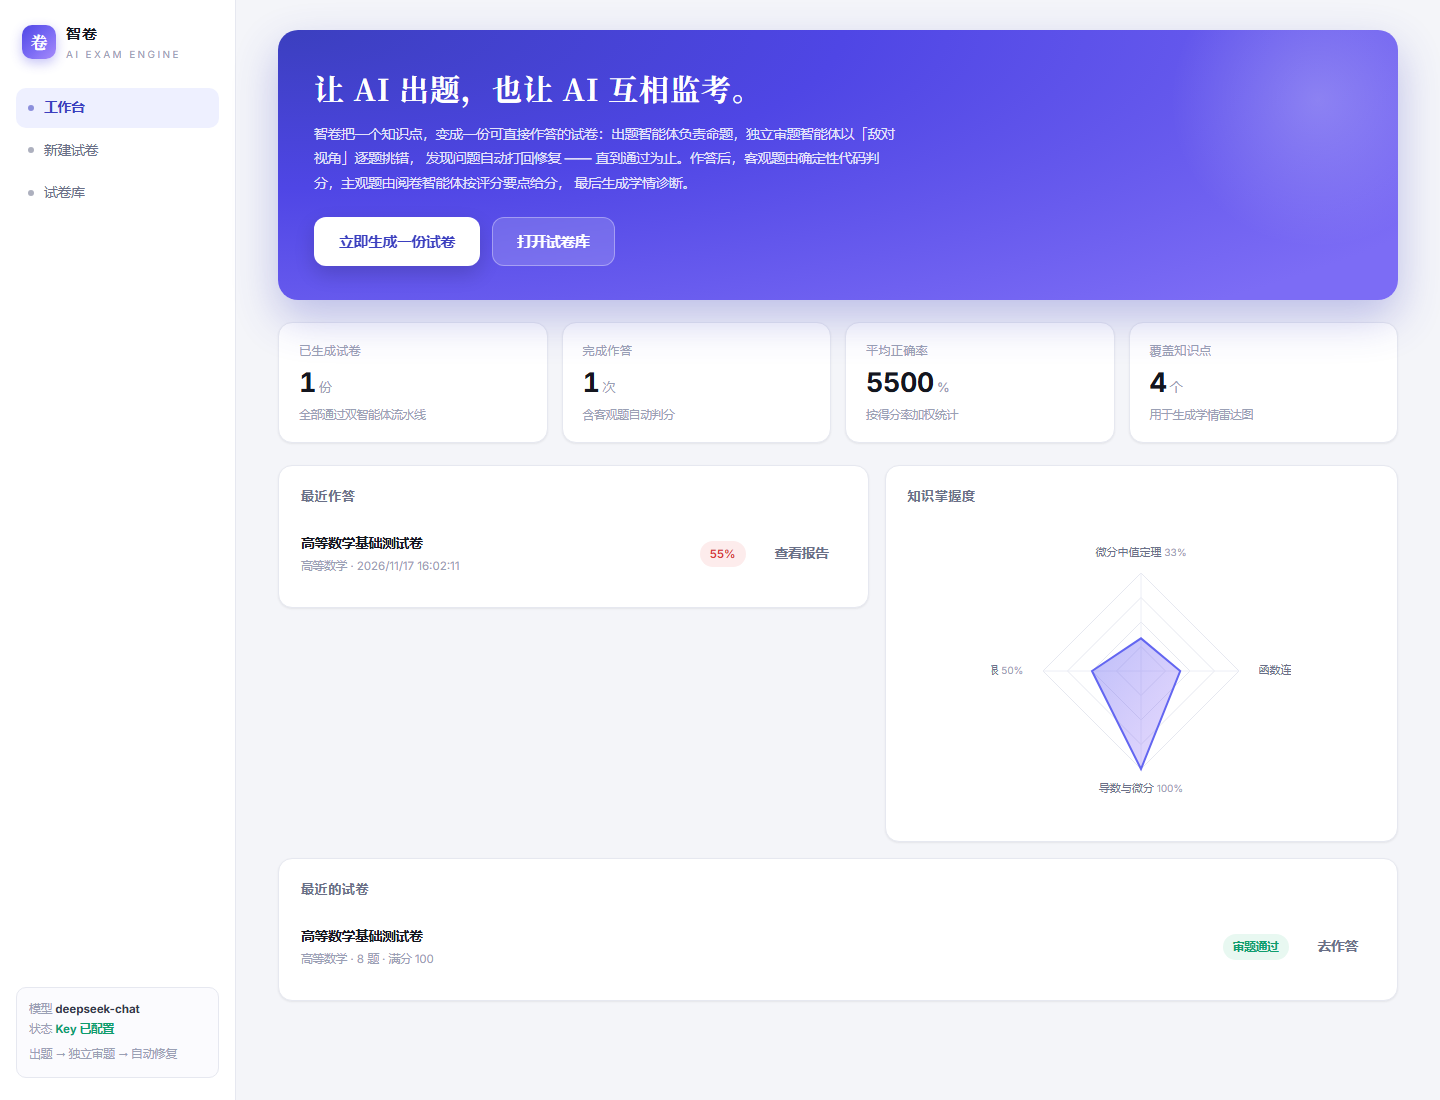 卷
智卷
AI EXAM ENGINE
工作台
新建试卷
试卷库
模型 deepseek-chat
状态 Key 已配置
出题 → 独立审题 → 自动修复
让 AI 出题，也让 AI 互相监考。
智卷把一个知识点，变成一份可直接作答的试卷：出题智能体负责命题，独立审题智能体以「敌对
视角」逐题挑错， 发现问题自动打回修复 —— 直到通过为止。作答后，客观题由确定性代码判
分，主观题由阅卷智能体按评分要点给分， 最后生成学情诊断。
立即生成一份试卷
打开试卷库
已生成试卷
1 份
全部通过双智能体流水线
完成作答
1 次
含客观题自动判分
平均正确率
5500 %
按得分率加权统计
覆盖知识点
4 个
用于生成学情雷达图
最近作答
高等数学基础测试卷
高等数学 · 2026/11/17 16:02:11
55%
查看报告
知识掌握度
微分中值定理 33%
50%
函数连
导数与微分 100%
最近的试卷
高等数学基础测试卷
高等数学 · 8 题 · 满分 100
审题通过
去作答